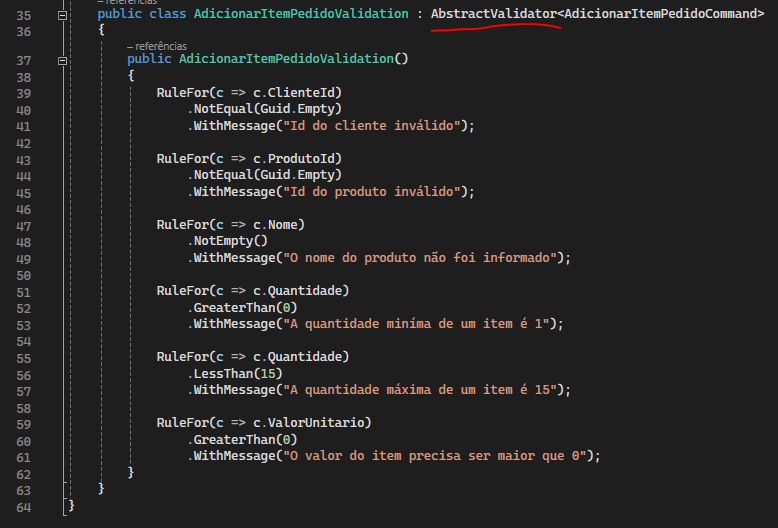 – referências
35 public class AdicionarItemPedidoValidation : AbstractValidator<AdicionarItemPedidoCommand>
36 {
– referências
37 public AdicionarItemPedidoValidation()
38 {
39 RuleFor(c => c.ClienteId)
40 .NotEqual(Guid.Empty)
41 .WithMessage("Id do cliente inválido");
42
43 RuleFor(c => c.ProdutoId)
44 .NotEqual(Guid.Empty)
45 .WithMessage("Id do produto inválido");
46
47 RuleFor(c => c.Nome)
48 .NotEmpty()
49 .WithMessage("O nome do produto não foi informado");
50
51 RuleFor(c => c.Quantidade)
52 .GreaterThan(0)
53 .WithMessage("A quantidade miníma de um item é 1");
54
55 RuleFor(c => c.Quantidade)
56 .LessThan(15)
57 .WithMessage("A quantidade máxima de um item é 15");
58
59 RuleFor(c => c.ValorUnitario)
60 .GreaterThan(0)
61 .WithMessage("O valor do item precisa ser maior que 0");
62 }
63 }
64 }